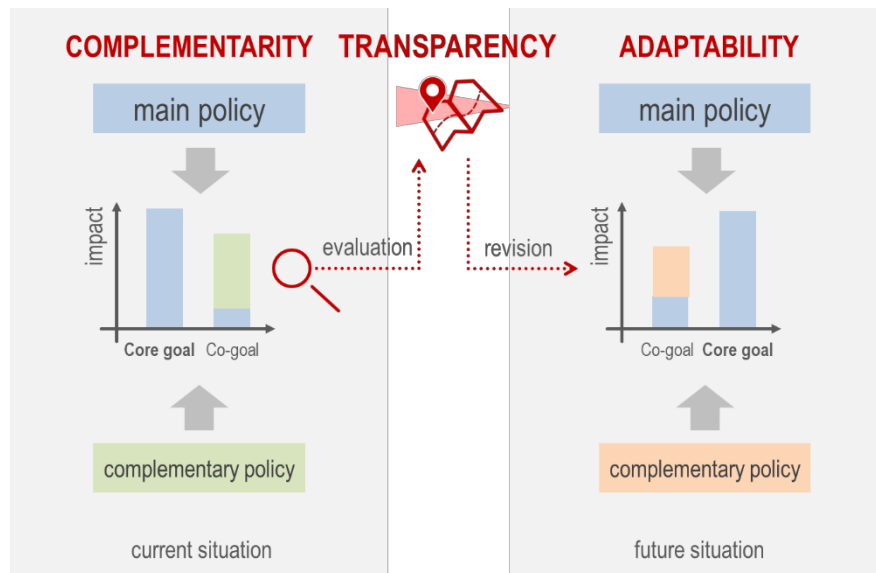 COMPLEMENTARITY
TRANSPARENCY
ADAPTABILITY
main policy
main policy
impact
evaluation
revision
impact
Core goal
Co-goal
Co-goal
Core goal
complementary policy
complementary policy
current situation
future situation